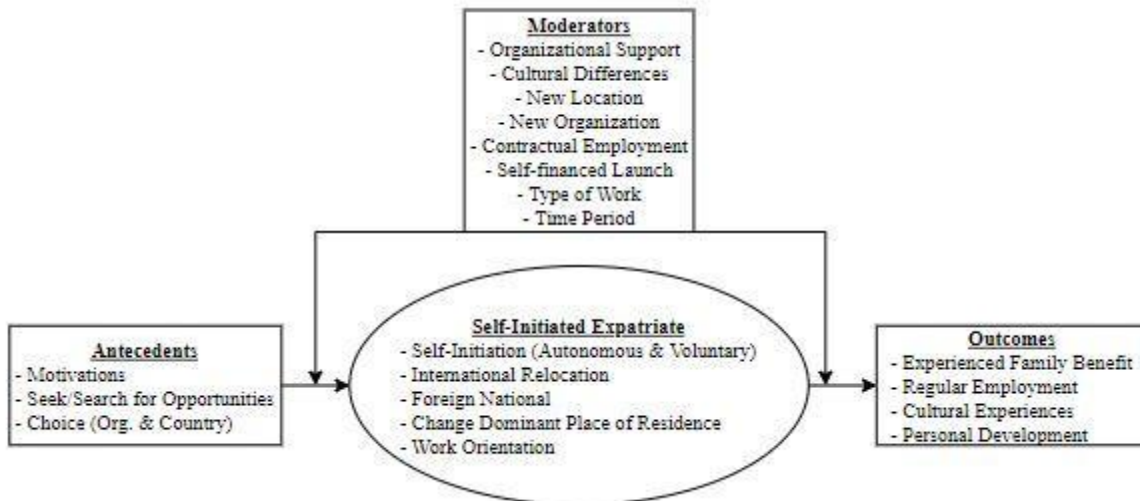 Moderators
- Organizational Support
- Cultural Differences
- New Location
- New Organization
- Contractual Employment
- Self-financed Launch
- Type of Work
- Time Period
Antecedents
- Motivations
- Seek/Search for Opportunities
- Choice (Org. & Country)
Self-Initiated Expatriate
- Self-Initiation (Autonomous & Voluntary)
- International Relocation
- Foreign National
- Change Dominant Place of Residence
- Work Orientation
Outcomes
- Experienced Family Benefit
- Regular Employment
- Cultural Experiences
- Personal Development